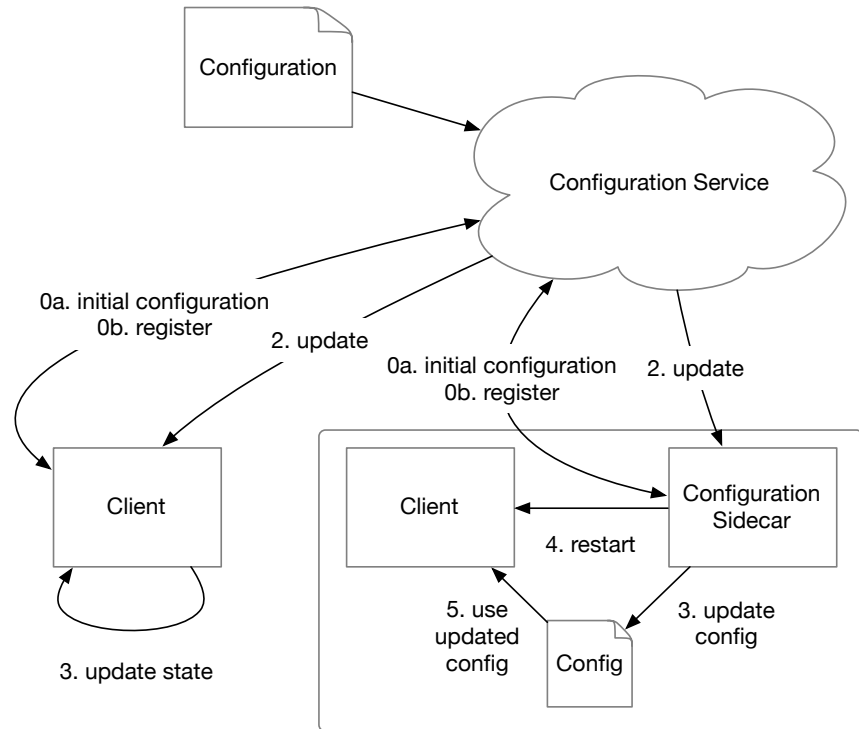 Configuration
Configuration Service
0a. initial configuration
0b. register
2. update
0a. initial configuration
0b. register
2. update
Client
Client
Configuration
Sidecar
4. restart
3. update state
5. use
updated
config
Config
3. update
config